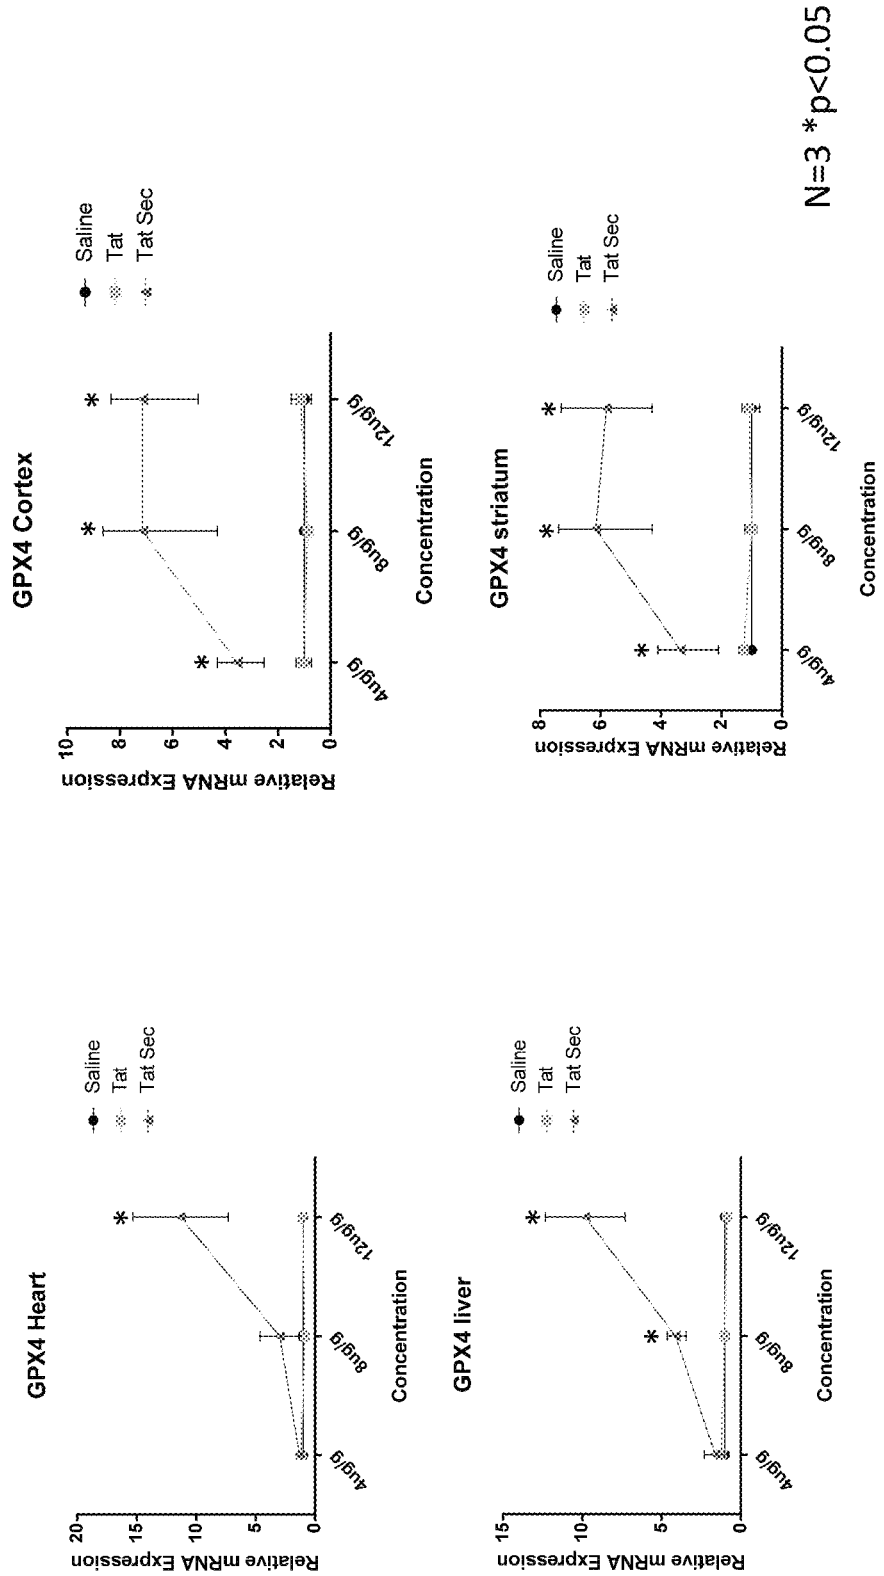 GPX4 Heart
Relative mRNA Expression
20
15
10
5
0
4ug/g
8ug/g
12ug/g
Concentration
Saline
Tat
Tat Sec
*
GPX4 Cortex
Relative mRNA Expression
10
8
6
4
2
0
4ug/g
8ug/g
12ug/g
Concentration
Saline
Tat
Tat Sec
*
*
*
GPX4 liver
Relative mRNA Expression
15
10
5
0
4ug/g
8ug/g
12ug/g
Concentration
Saline
Tat
Tat Sec
*
*
GPX4 striatum
Relative mRNA Expression
8
6
4
2
0
4ug/g
8ug/g
12ug/g
Concentration
Saline
Tat
Tat Sec
*
*
*
N=3 *p<0.05